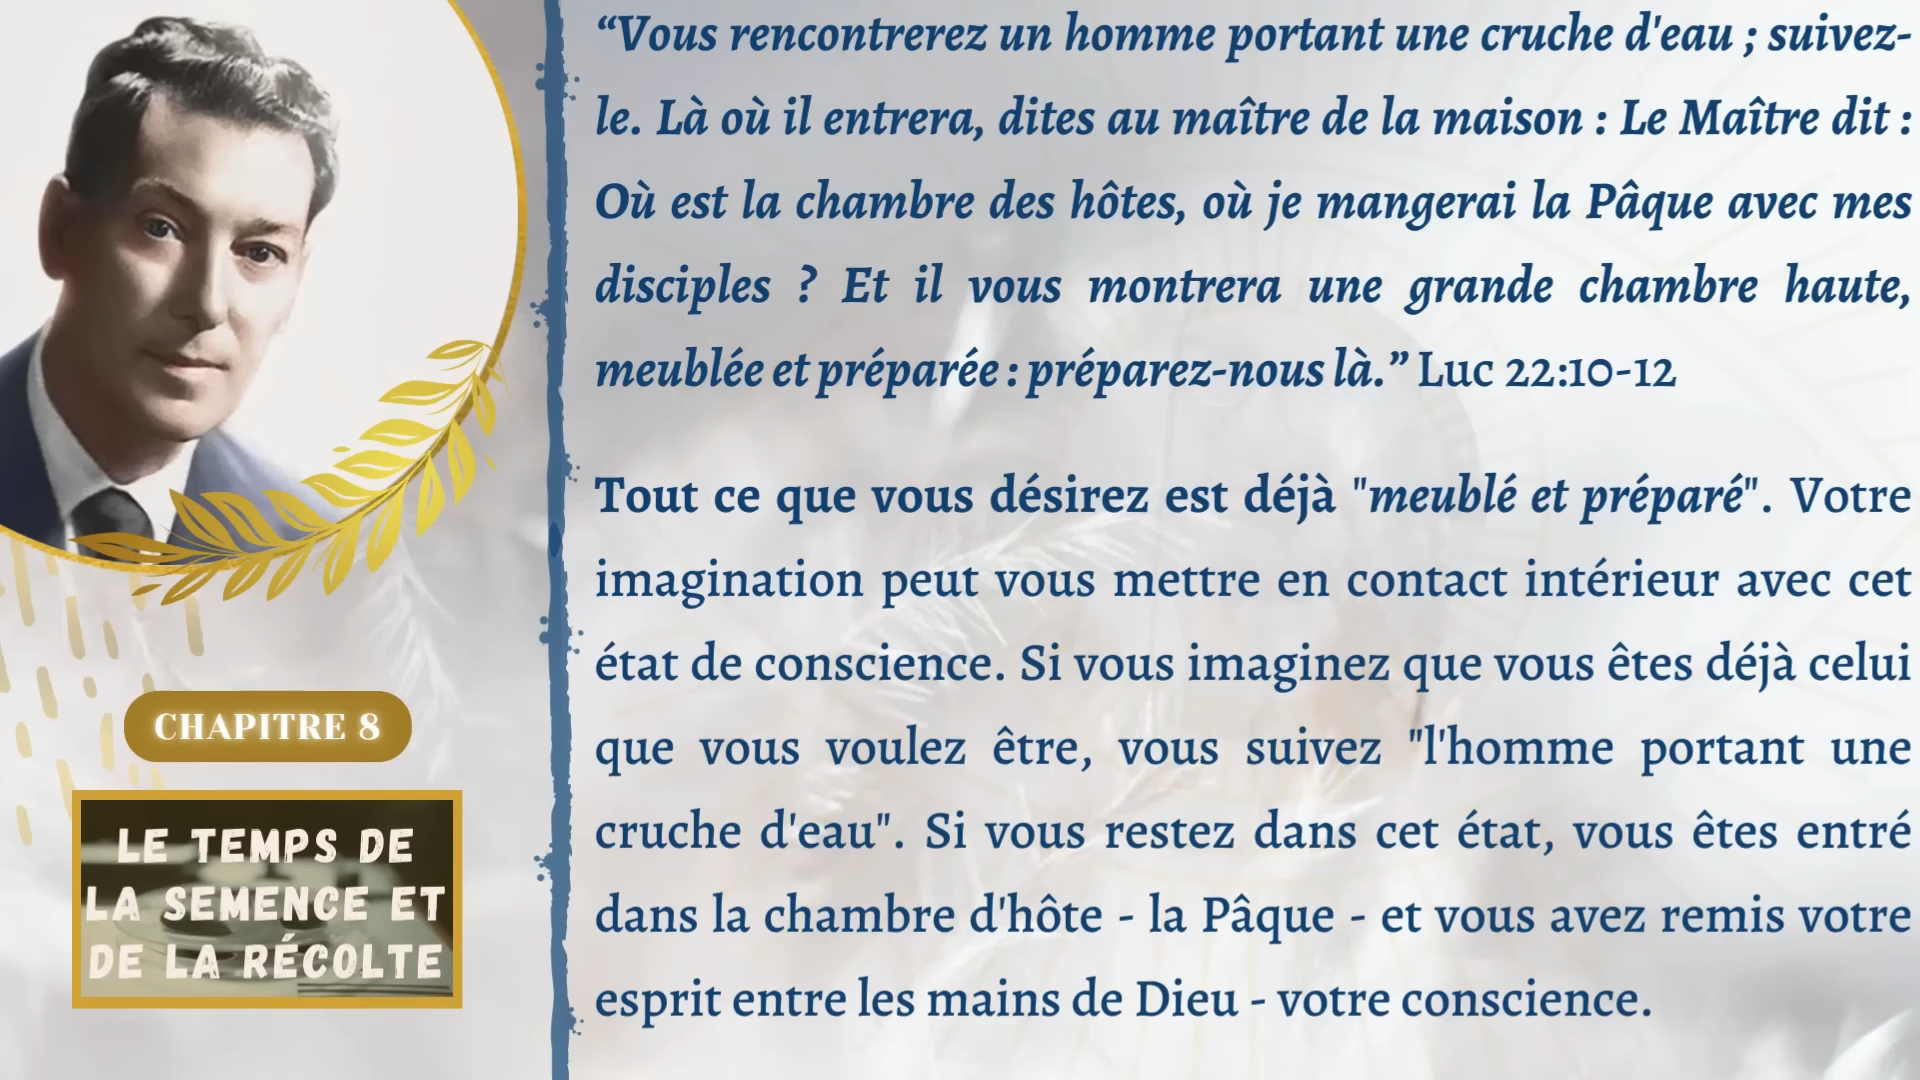 “Vous rencontrerez un homme portant une cruche d'eau ; suivez-
le. Là où il entrera, dites au maître de la maison : Le Maître dit :
Où est la chambre des hôtes, où je mangerai la Pâque avec mes
disciples ? Et il vous montrera une grande chambre haute,
meublée et préparée : préparez-nous là.” Luc 22:10-12
Tout ce que vous désirez est déjà "meublé et préparé". Votre
imagination peut vous mettre en contact intérieur avec cet
état de conscience. Si vous imaginez que vous êtes déjà celui
que vous voulez être, vous suivez "l'homme portant une
cruche d'eau". Si vous restez dans cet état, vous êtes entré
dans la chambre d'hôte - la Pâque - et vous avez remis votre
esprit entre les mains de Dieu - votre conscience.
CHAPITRE 8
LE TEMPS DE
LA SEMENCE ET
DE LA RÉCOLTE